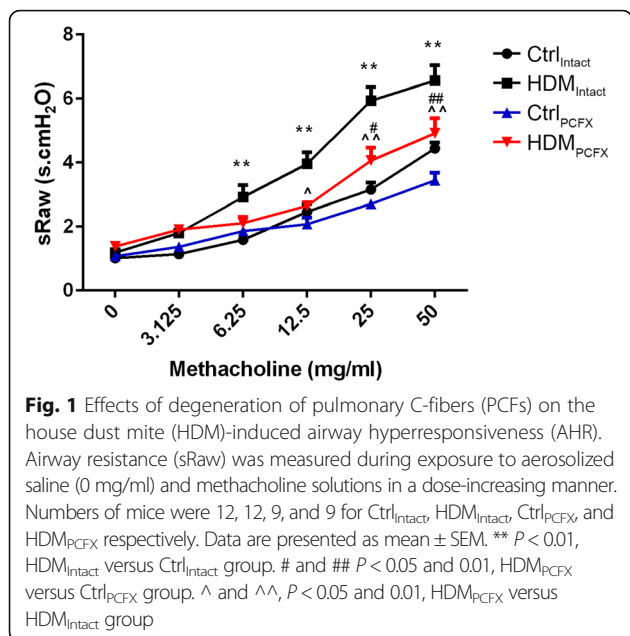 ** ** ** ** **
# ##
^ ^^ ^^
8
6
4
2
0
sRaw (s.cmH2O)
0 3.125 6.25 12.5 25 50
Methacholine (mg/ml)
CtrlIntact
HDMIntact
CtrlPCFX
HDMPCFX
Fig. 1 Effects of degeneration of pulmonary C-fibers (PCFs) on the
house dust mite (HDM)-induced airway hyperresponsiveness (AHR).
Airway resistance (sRaw) was measured during exposure to aerosolized
saline (0 mg/ml) and methacholine solutions in a dose-increasing manner.
Numbers of mice were 12, 12, 9, and 9 for CtrlIntact, HDMIntact, CtrlPCFX, and
HDMPCFX respectively. Data are presented as mean ± SEM. ** P < 0.01,
HDMIntact versus CtrlIntact group. # and ## P < 0.05 and 0.01, HDMPCFX
versus CtrlPCFX group. ^ and ^^, P < 0.05 and 0.01, HDMPCFX versus
HDMIntact group